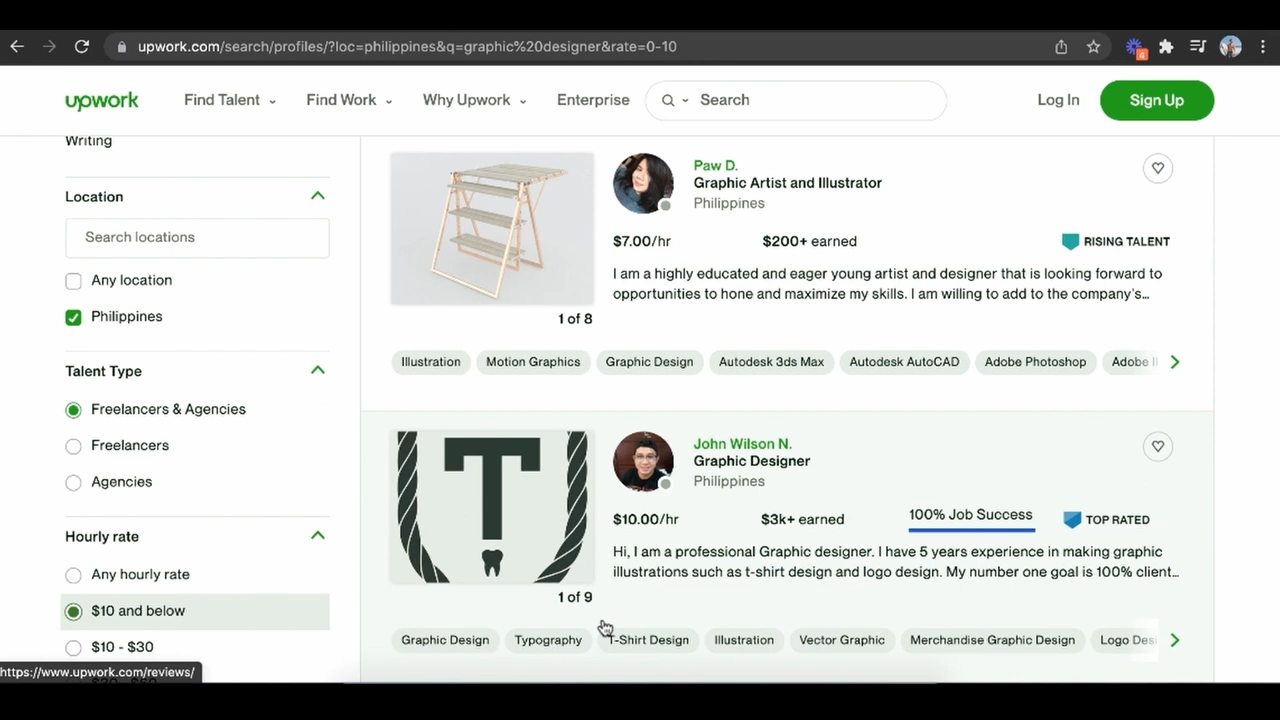 upwork.com/search/profiles/?loc=philippines&q=graphic%20designer&rate=0-10
upwork
Find Talent
Find Work
Why Upwork
Enterprise
Search
Log In
Sign Up
Writing
Location
Search locations
Any location
Philippines
Talent Type
Freelancers & Agencies
Freelancers
Agencies
Hourly rate
Any hourly rate
$10 and below
$10 - $30
https://www.upwork.com/reviews/
Paw D.
Graphic Artist and Illustrator
Philippines
$7.00/hr
$200+ earned
RISING TALENT
I am a highly educated and eager young artist and designer that is looking forward to
opportunities to hone and maximize my skills. I am willing to add to the company's…
1 of 8
Illustration
Motion Graphics
Graphic Design
Autodesk 3ds Max
Autodesk AutoCAD
Adobe Photoshop
Adobe
T
John Wilson N.
Graphic Designer
Philippines
$10.00/hr
$3k+ earned
100% Job Success
TOP RATED
Hi, I am a professional Graphic designer. I have 5 years experience in making graphic
illustrations such as t-shirt design and logo design. My number one goal is 100% client…
1 of 9
Graphic Design
Typography
T-Shirt Design
Illustration
Vector Graphic
Merchandise Graphic Design
Logo